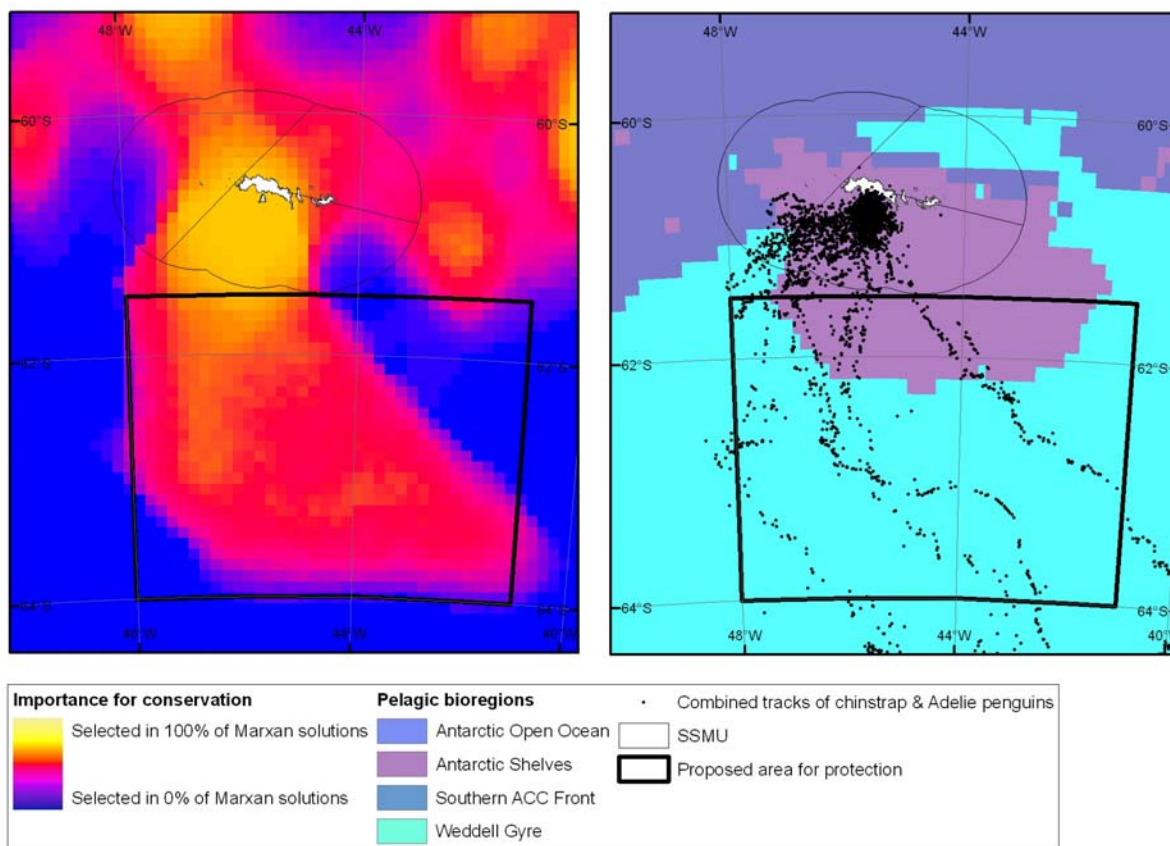 48°W 44°W
60°S 60°S
62°S 62°S
64°S 64°S
48°W 44°W 40°W
48°W 44°W
60°S 60°S
62°S 62°S
64°S 64°S
48°W 44°W 40°W
Importance for conservation
Selected in 100% of Marxan solutions
Selected in 0% of Marxan solutions
Pelagic bioregions
Antarctic Open Ocean
Antarctic Shelves
Southern ACC Front
Weddell Gyre
Combined tracks of chinstrap & Adelie penguins
SSMU
Proposed area for protection